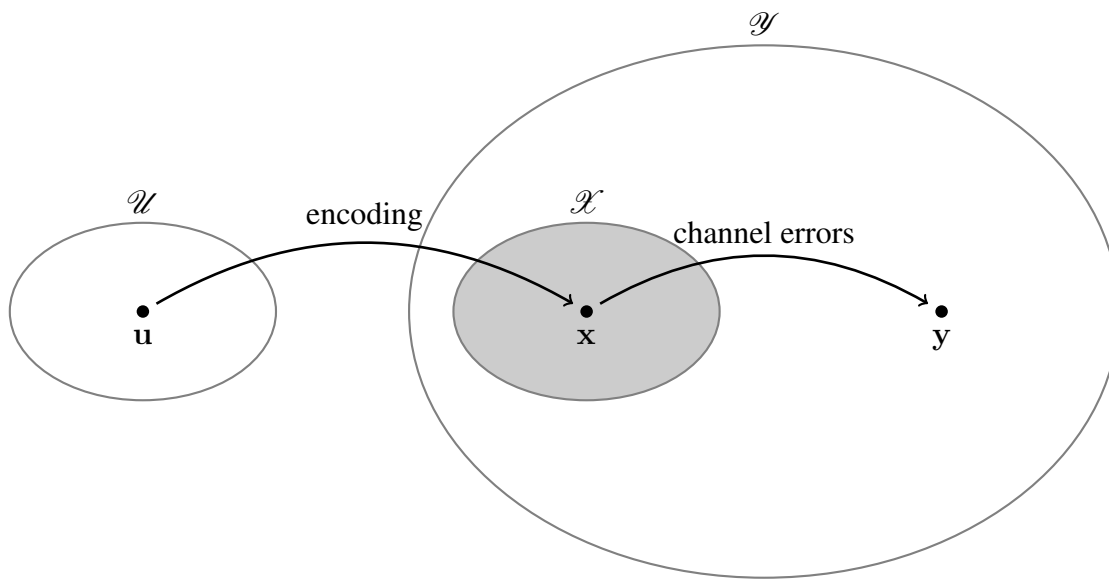 𝒴
𝒰
𝒳
encoding
channel errors
u
x
y